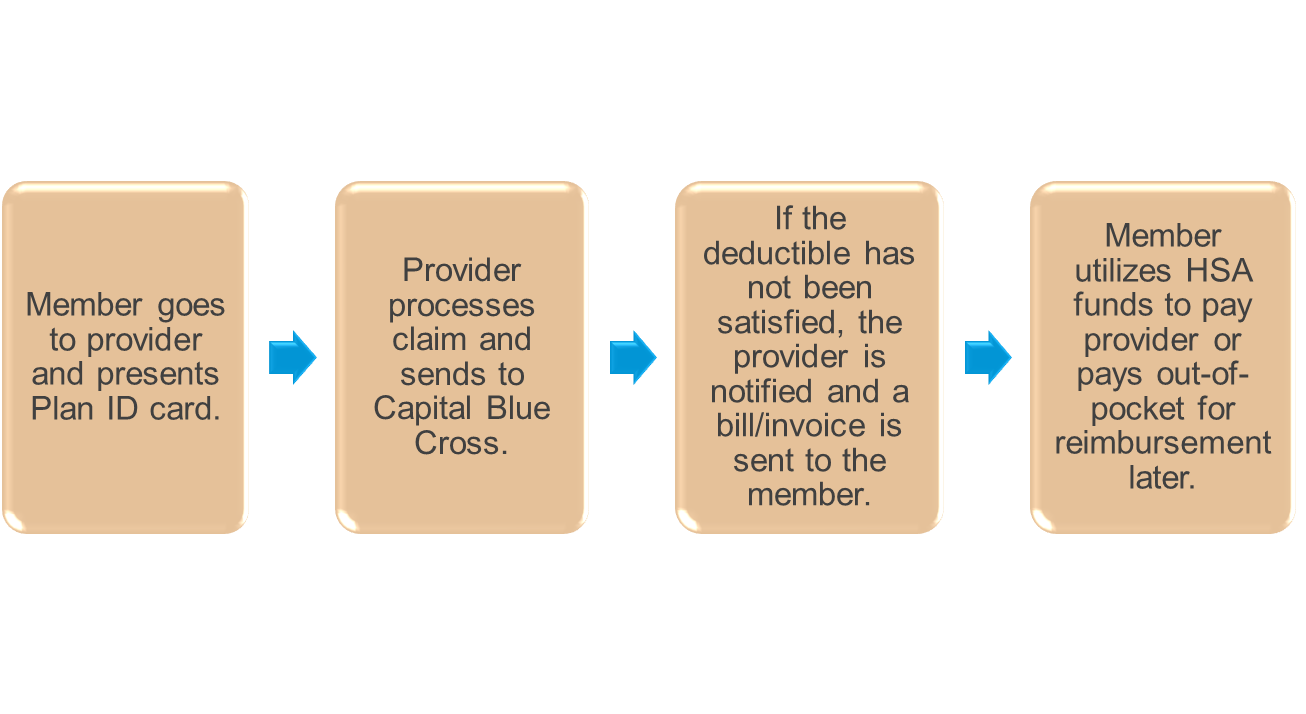 Member goes
to provider
and presents
Plan ID card.
Provider
processes
claim and
sends to
Capital Blue
Cross.
If the
deductible has
not been
satisfied, the
provider is
notified and a
bill/invoice is
sent to the
member.
Member
utilizes HSA
funds to pay
provider or
pays out-of-
pocket for
reimbursement
later.